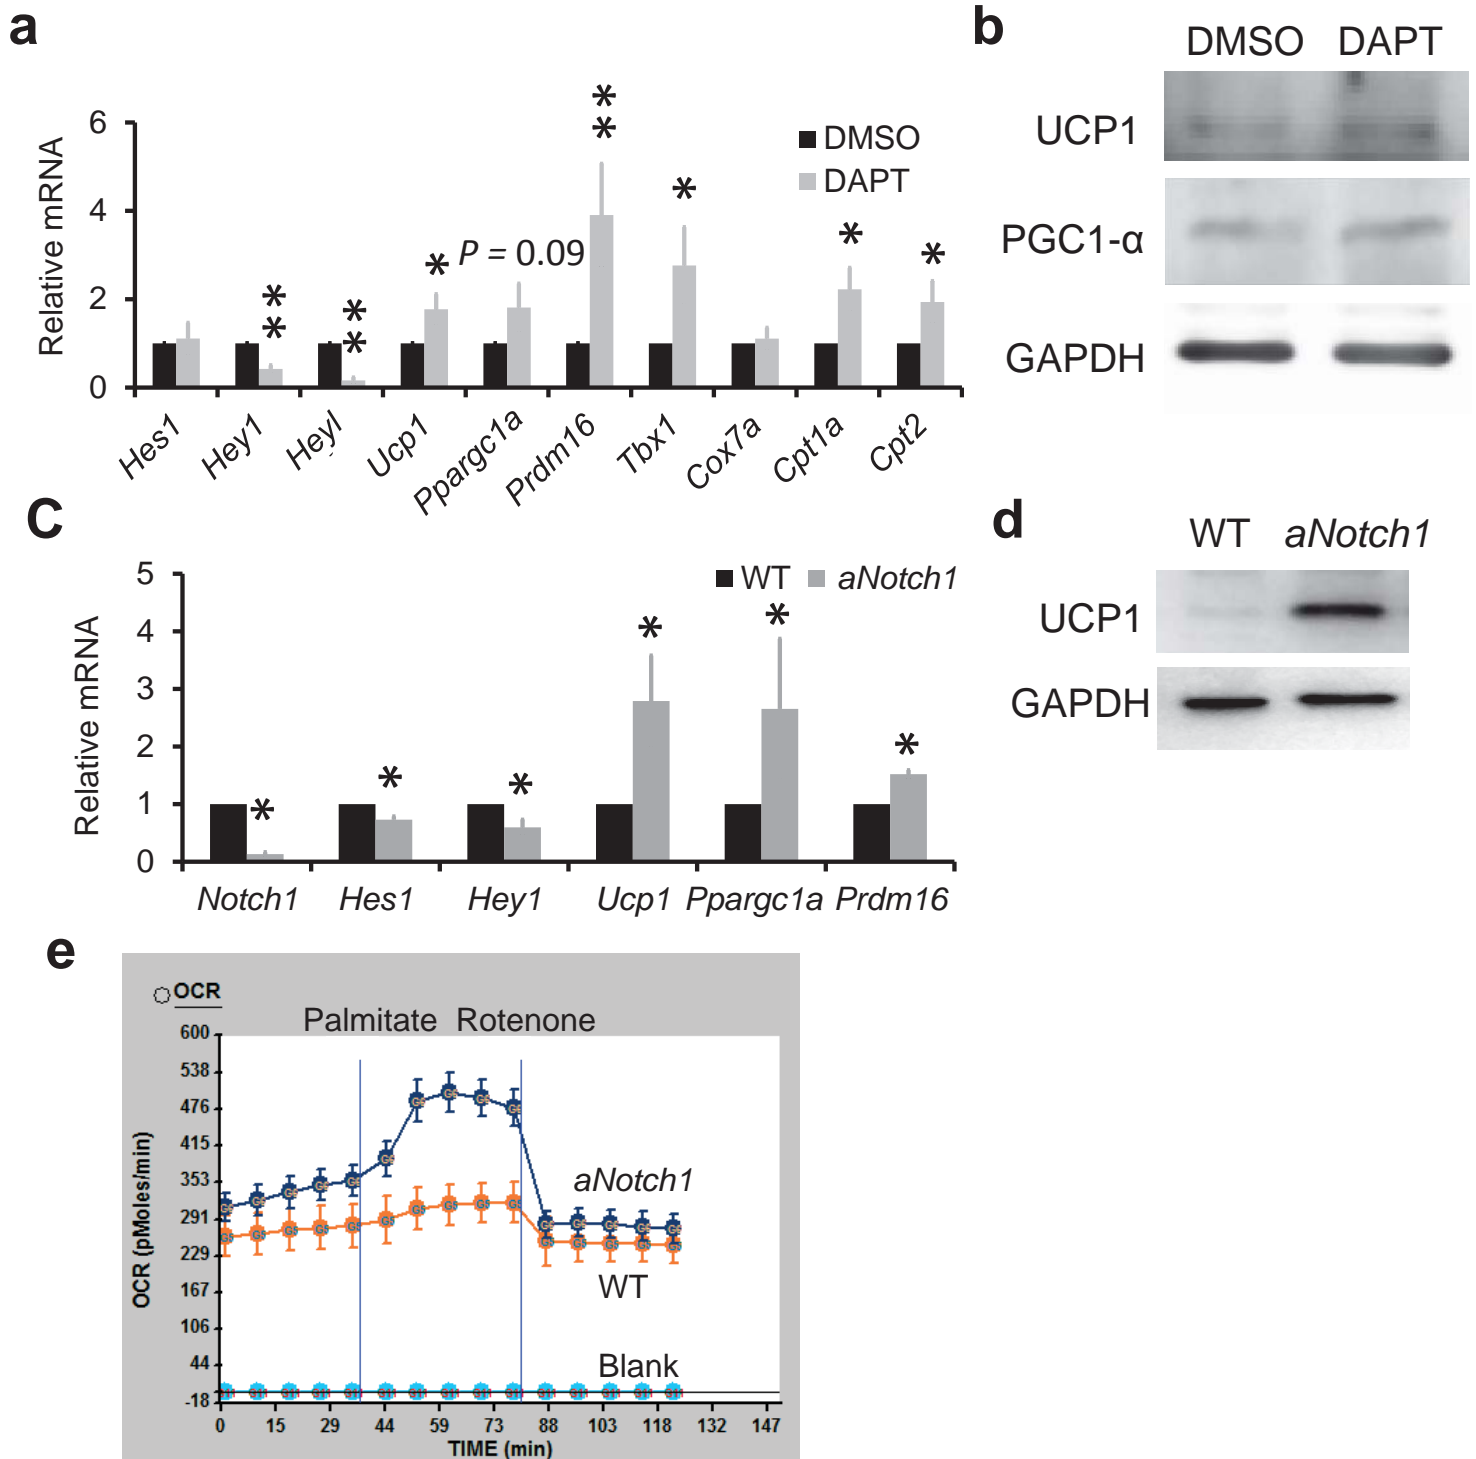 a
Relative mRNA
6
4
2
0
DMSO
DAPT
**
**
*
P = 0.09
**
*
*
*
Hes1
Hey1
Heyl
Ucp1
Ppargc1a
Prdm16
Tbx1
Cox7a
Cpt1a
Cpt2
b
DMSO DAPT
UCP1
PGC1-α
GAPDH
C
Relative mRNA
5
4
3
2
1
0
WT aNotch1
*
*
*
*
*
*
Notch1 Hes1 Hey1 Ucp1 Ppargc1a Prdm16
d
WT aNotch1
UCP1
GAPDH
e
OCR
Palmitate Rotenone
OCR (pMoles/min)
600
538
476
415
353
291
229
167
106
44
-18
aNotch1
WT
Blank
0 15 29 44 59 73 88 103 118 132 147
TIME (min)